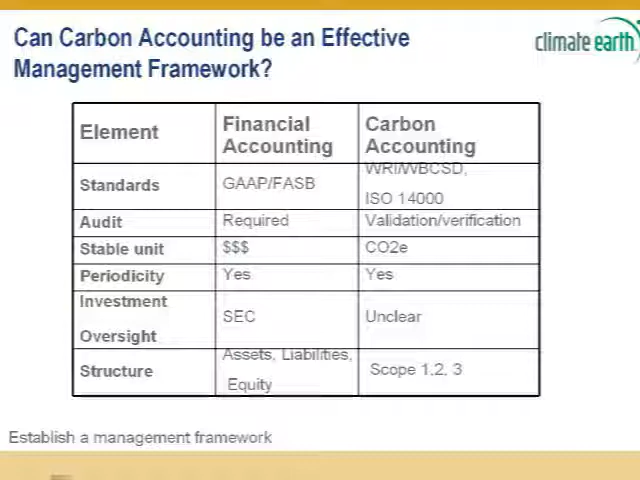 Can Carbon Accounting be an Effective
Management Framework?
climate earth
Element
Financial
Accounting
Carbon
Accounting
Standards
GAAP/FASB
WRI/WBCSD,
ISO 14000
Audit
Required
Validation/verification
Stable unit
$$$
CO2e
Periodicity
Yes
Yes
Investment
Oversight
SEC
Unclear
Structure
Assets, Liabilities,
Equity
Scope 1,2, 3
Establish a management framework